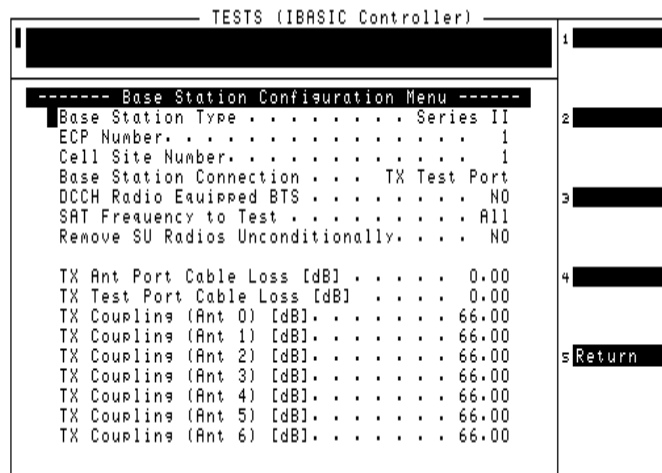 TESTS (IBASIC Controller)
1
------- Base Station Configuration Menu ------
Base Station Type . . . . . . . . Series II
2
ECP Number. . . . . . . . . . . . . . . 1
Cell Site Number. . . . . . . . . . . . 1
Base Station Connection . . . TX Test Port
DCCH Radio Equipped BTS . . . . . . . . NO
3
SAT Frequency to Test . . . . . . . . All
Remove SU Radios Unconditionally. . . . NO
TX Ant Port Cable Loss [dB] . . . . . 0.00
4
TX Test Port Cable Loss [dB] . . . . 0.00
TX Coupling (Ant 0) [dB]. . . . . . . 66.00
TX Coupling (Ant 1) [dB]. . . . . . . 66.00
TX Coupling (Ant 2) [dB]. . . . . . . 66.00
5 Return
TX Coupling (Ant 3) [dB]. . . . . . . 66.00
TX Coupling (Ant 4) [dB]. . . . . . . 66.00
TX Coupling (Ant 5) [dB]. . . . . . . 66.00
TX Coupling (Ant 6) [dB]. . . . . . . 66.00